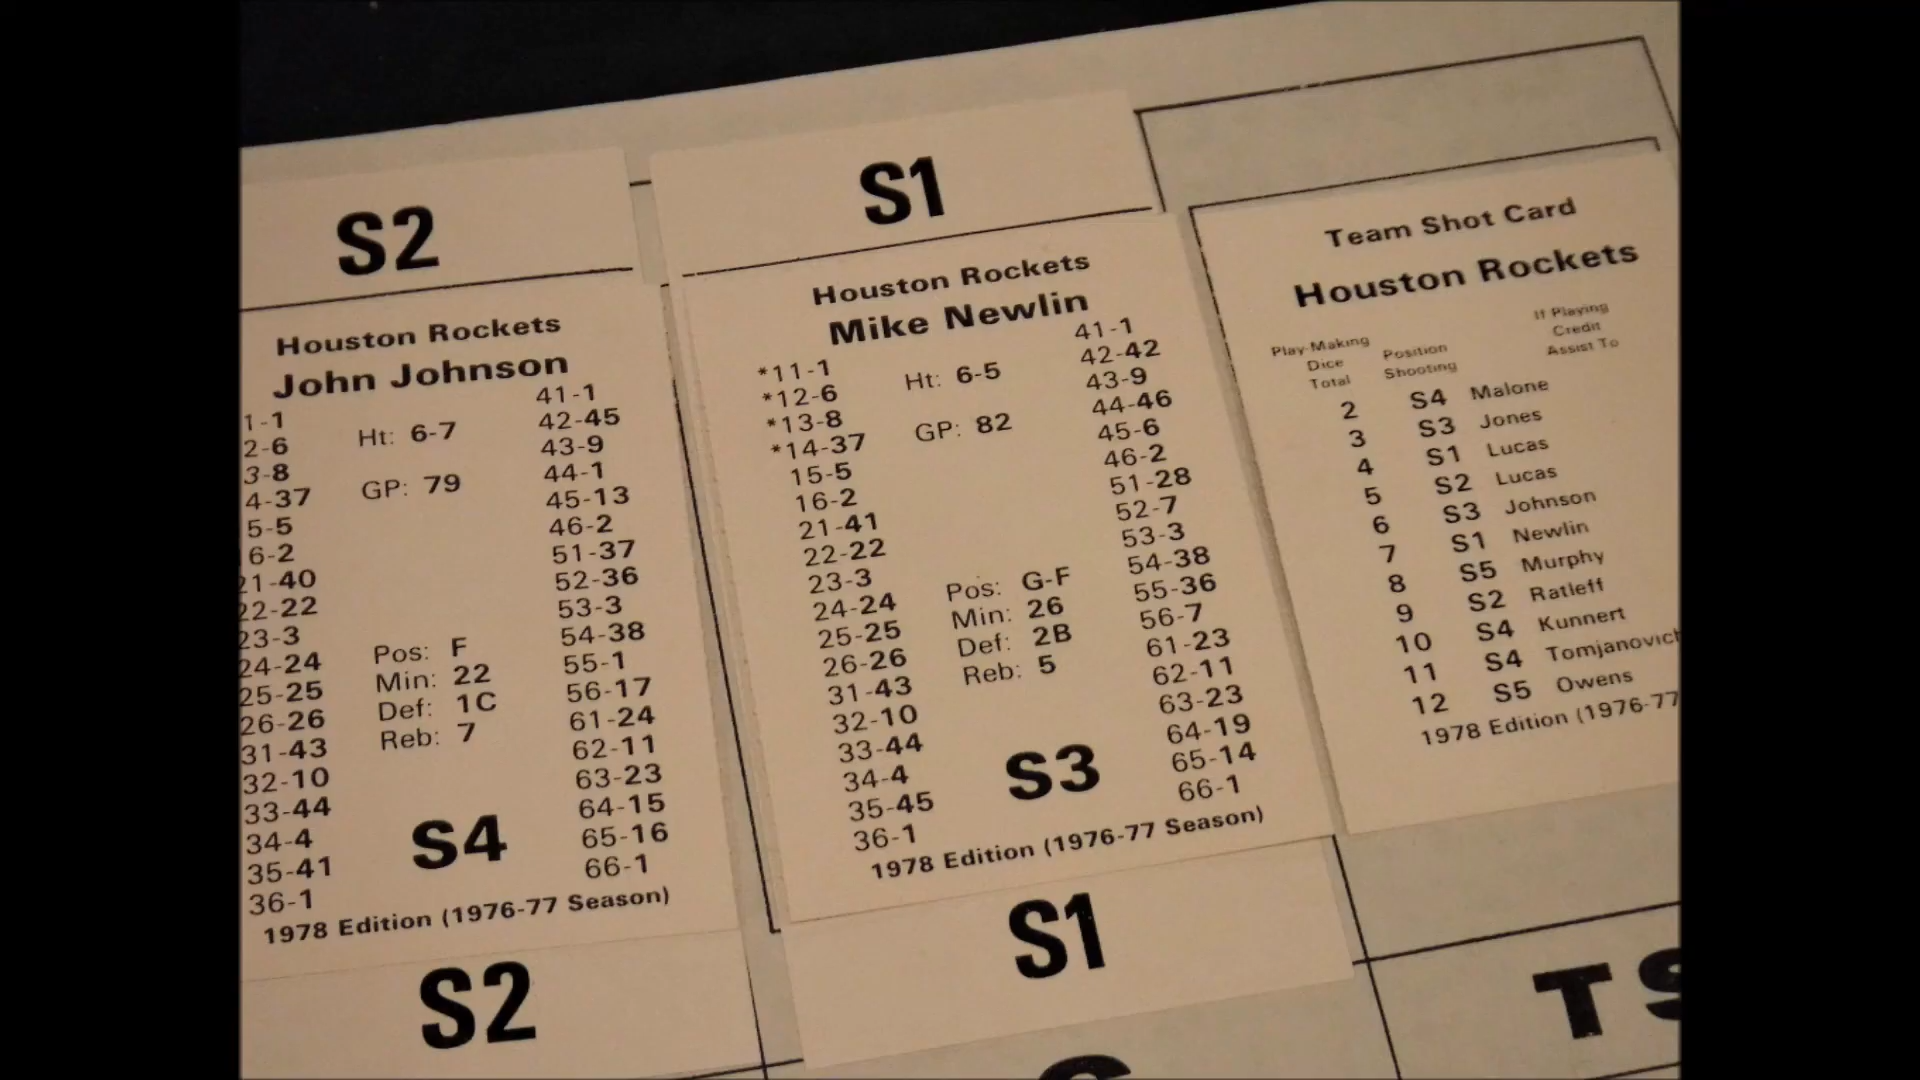 S2
Houston Rockets
John Johnson
1-1
2-6
3-8
4-37
5-5
6-2
21-40
22-22
23-3
24-24
25-25
26-26
31-43
32-10
33-44
34-4
35-41
36-1
Ht: 6-7
GP: 79
Pos: F
Min: 22
Def: 1C
Reb: 7
S4
41-1
42-45
43-9
44-1
45-13
46-2
51-37
52-36
53-3
54-38
55-1
56-17
61-24
62-11
63-23
64-15
65-16
66-1
1978 Edition (1976-77 Season)
S2
S1
Houston Rockets
Mike Newlin
*11-1
*12-6
*13-8
*14-37
15-5
16-2
21-41
22-22
23-3
24-24
25-25
26-26
31-43
32-10
33-44
34-4
35-45
36-1
Ht: 6-5
GP: 82
Pos: G-F
Min: 26
Def: 2B
Reb: 5
S3
41-1
42-42
43-9
44-46
45-6
46-2
51-28
52-7
53-3
54-38
55-36
56-7
61-23
62-11
63-23
64-19
65-14
66-1
1978 Edition (1976-77 Season)
S1
Team Shot Card
Houston Rockets
Play-Making
Dice
Total
Position
Shooting
If Playing
Credit
Assist To
2 S4 Malone
3 S3 Jones
4 S1 Lucas
5 S2 Lucas
6 S3 Johnson
7 S1 Newlin
8 S5 Murphy
9 S2 Ratleff
10 S4 Kunnert
11 S4 Tomjanovich
12 S5 Owens
1978 Edition (1976-77
TS